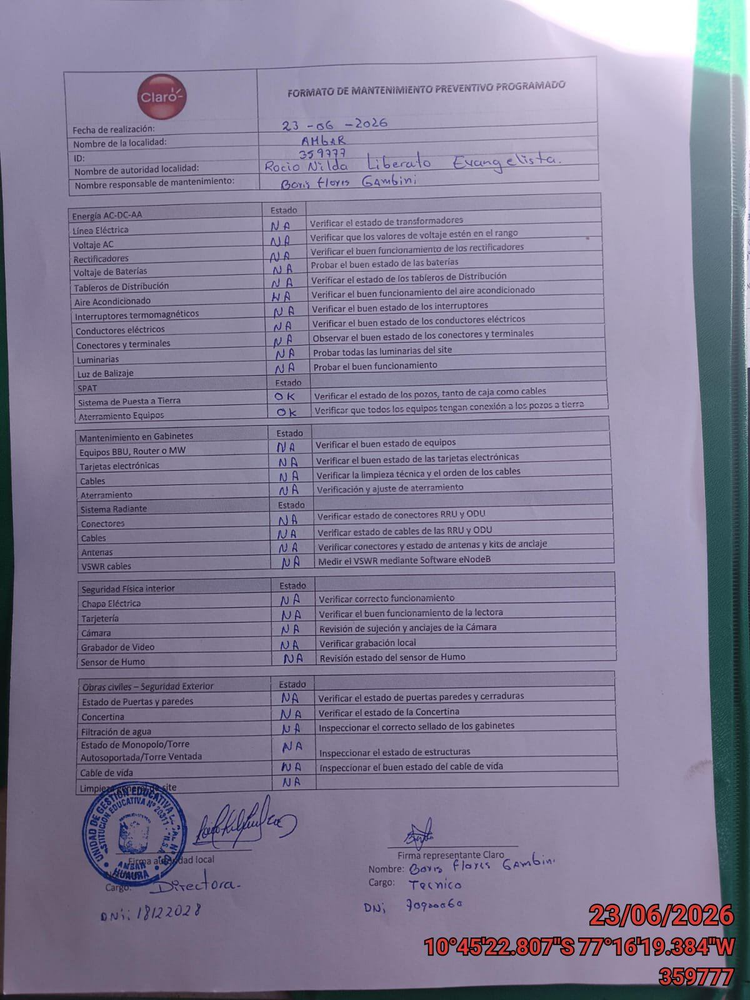 Claro
FORMATO DE MANTENIMIENTO PREVENTIVO PROGRAMADO
Fecha de realización: 23 - 06 - 2026
Nombre de la localidad: AMbAR
ID: 359777
Nombre de autoridad localidad: Rocio Nilda Liberato Evangelista.
Nombre responsable de mantenimiento: Boris flores GAmbini
Energía AC-DC-AA Estado
Línea Eléctrica NA Verificar el estado de transformadores
Voltaje AC NA Verificar que los valores de voltaje estén en el rango
Rectificadores NA Verificar el buen funcionamiento de los rectificadores
Voltaje de Baterías NA Probar el buen estado de las baterías
Tableros de Distribución NA Verificar el estado de los tableros de Distribución
Aire Acondicionado NA Verificar el buen funcionamiento del aire acondicionado
Interruptores termomagnéticos NA Verificar el buen estado de los interruptores
Conductores eléctricos NA Verificar el buen estado de los conductores eléctricos
Conectores y terminales NA Observar el buen estado de los conectores y terminales
Luminarias NA Probar todas las luminarias del site
Luz de Balizaje NA Probar el buen funcionamiento
SPAT Estado
Sistema de Puesta a Tierra OK Verificar el estado de los pozos, tanto de caja como cables
Aterramiento Equipos OK Verificar que todos los equipos tengan conexión a los pozos a tierra
Mantenimiento en Gabinetes Estado
Equipos BBU, Router o MW NA Verificar el buen estado de equipos
Tarjetas electrónicas NA Verificar el buen estado de las tarjetas electrónicas
Cables NA Verificar la limpieza técnica y el orden de los cables
Aterramiento NA Verificación y ajuste de aterramiento
Sistema Radiante Estado
Conectores NA Verificar estado de conectores RRU y ODU
Cables NA Verificar estado de cables de las RRU y ODU
Antenas NA Verificar conectores y estado de antenas y kits de anclaje
VSWR cables NA Medir el VSWR mediante Software eNodeB
Seguridad Física interior Estado
Chapa Eléctrica NA Verificar correcto funcionamiento
Tarjetería NA Verificar el buen funcionamiento de la lectora
Cámara NA Revisión de sujeción y anclajes de la Cámara
Grabador de Video NA Verificar grabación local
Sensor de Humo NA Revisión estado del sensor de Humo
Obras civiles – Seguridad Exterior Estado
Estado de Puertas y paredes NA Verificar el estado de puertas paredes y cerraduras
Concertina NA Verificar el estado de la Concertina
Filtración de agua NA Inspeccionar el correcto sellado de los gabinetes
Estado de Monopolo/Torre
Autosoportada/Torre Ventada NA Inspeccionar el estado de estructuras
Cable de vida NA Inspeccionar el buen estado del cable de vida
Limpieza general de site NA
UNIDAD DE GESTIÓN EDUCATIVA LOCAL Nº
INSTITUCIÓN EDUCATIVA Nº 20311
AMBAR
HUAURA
Firma autoridad local
Cargo: Directora.
DNi: 18122028
Firma representante Claro
Nombre: Boris flores GAmbini
Cargo: Tecnico
DNi 70900060
23/06/2026
10°45'22.807"S 77°16'19.384"W
359777